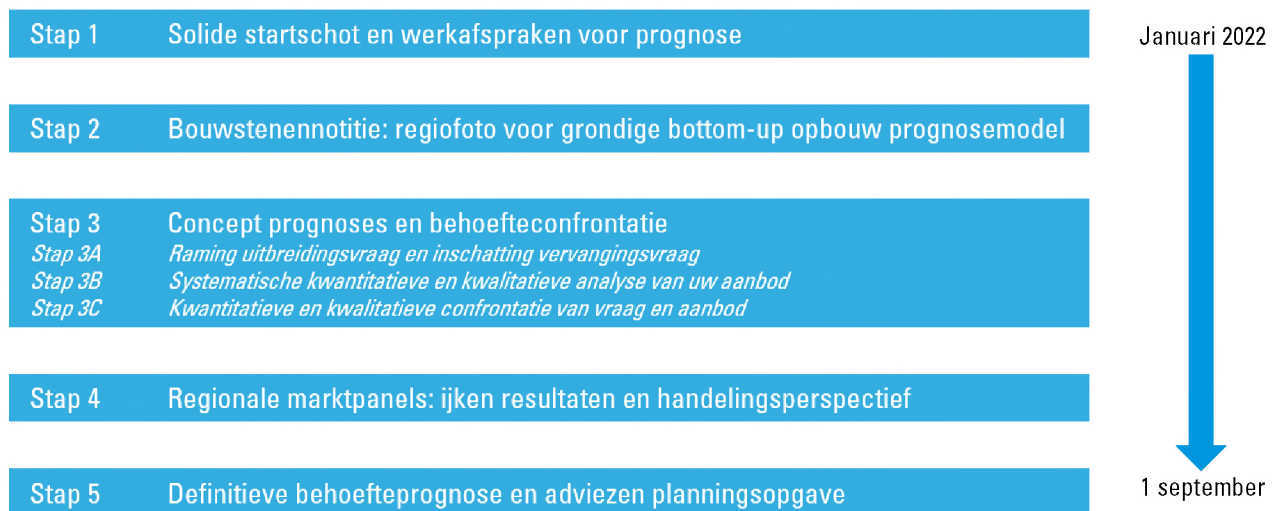 Stap 1 Solide startschot en werkafspraken voor prognose
Januari 2022
Stap 2 Bouwstenennotitie: regiofoto voor grondige bottom-up opbouw prognosemodel
Stap 3 Concept prognoses en behoefteconfrontatie
Stap 3A Raming uitbreidingsvraag en inschatting vervangingsvraag
Stap 3B Systematische kwantitatieve en kwalitatieve analyse van uw aanbod
Stap 3C Kwantitatieve en kwalitatieve confrontatie van vraag en aanbod
Stap 4 Regionale marktpanels: ijken resultaten en handelingsperspectief
Stap 5 Definitieve behoefteprognose en adviezen planningsopgave
1 september